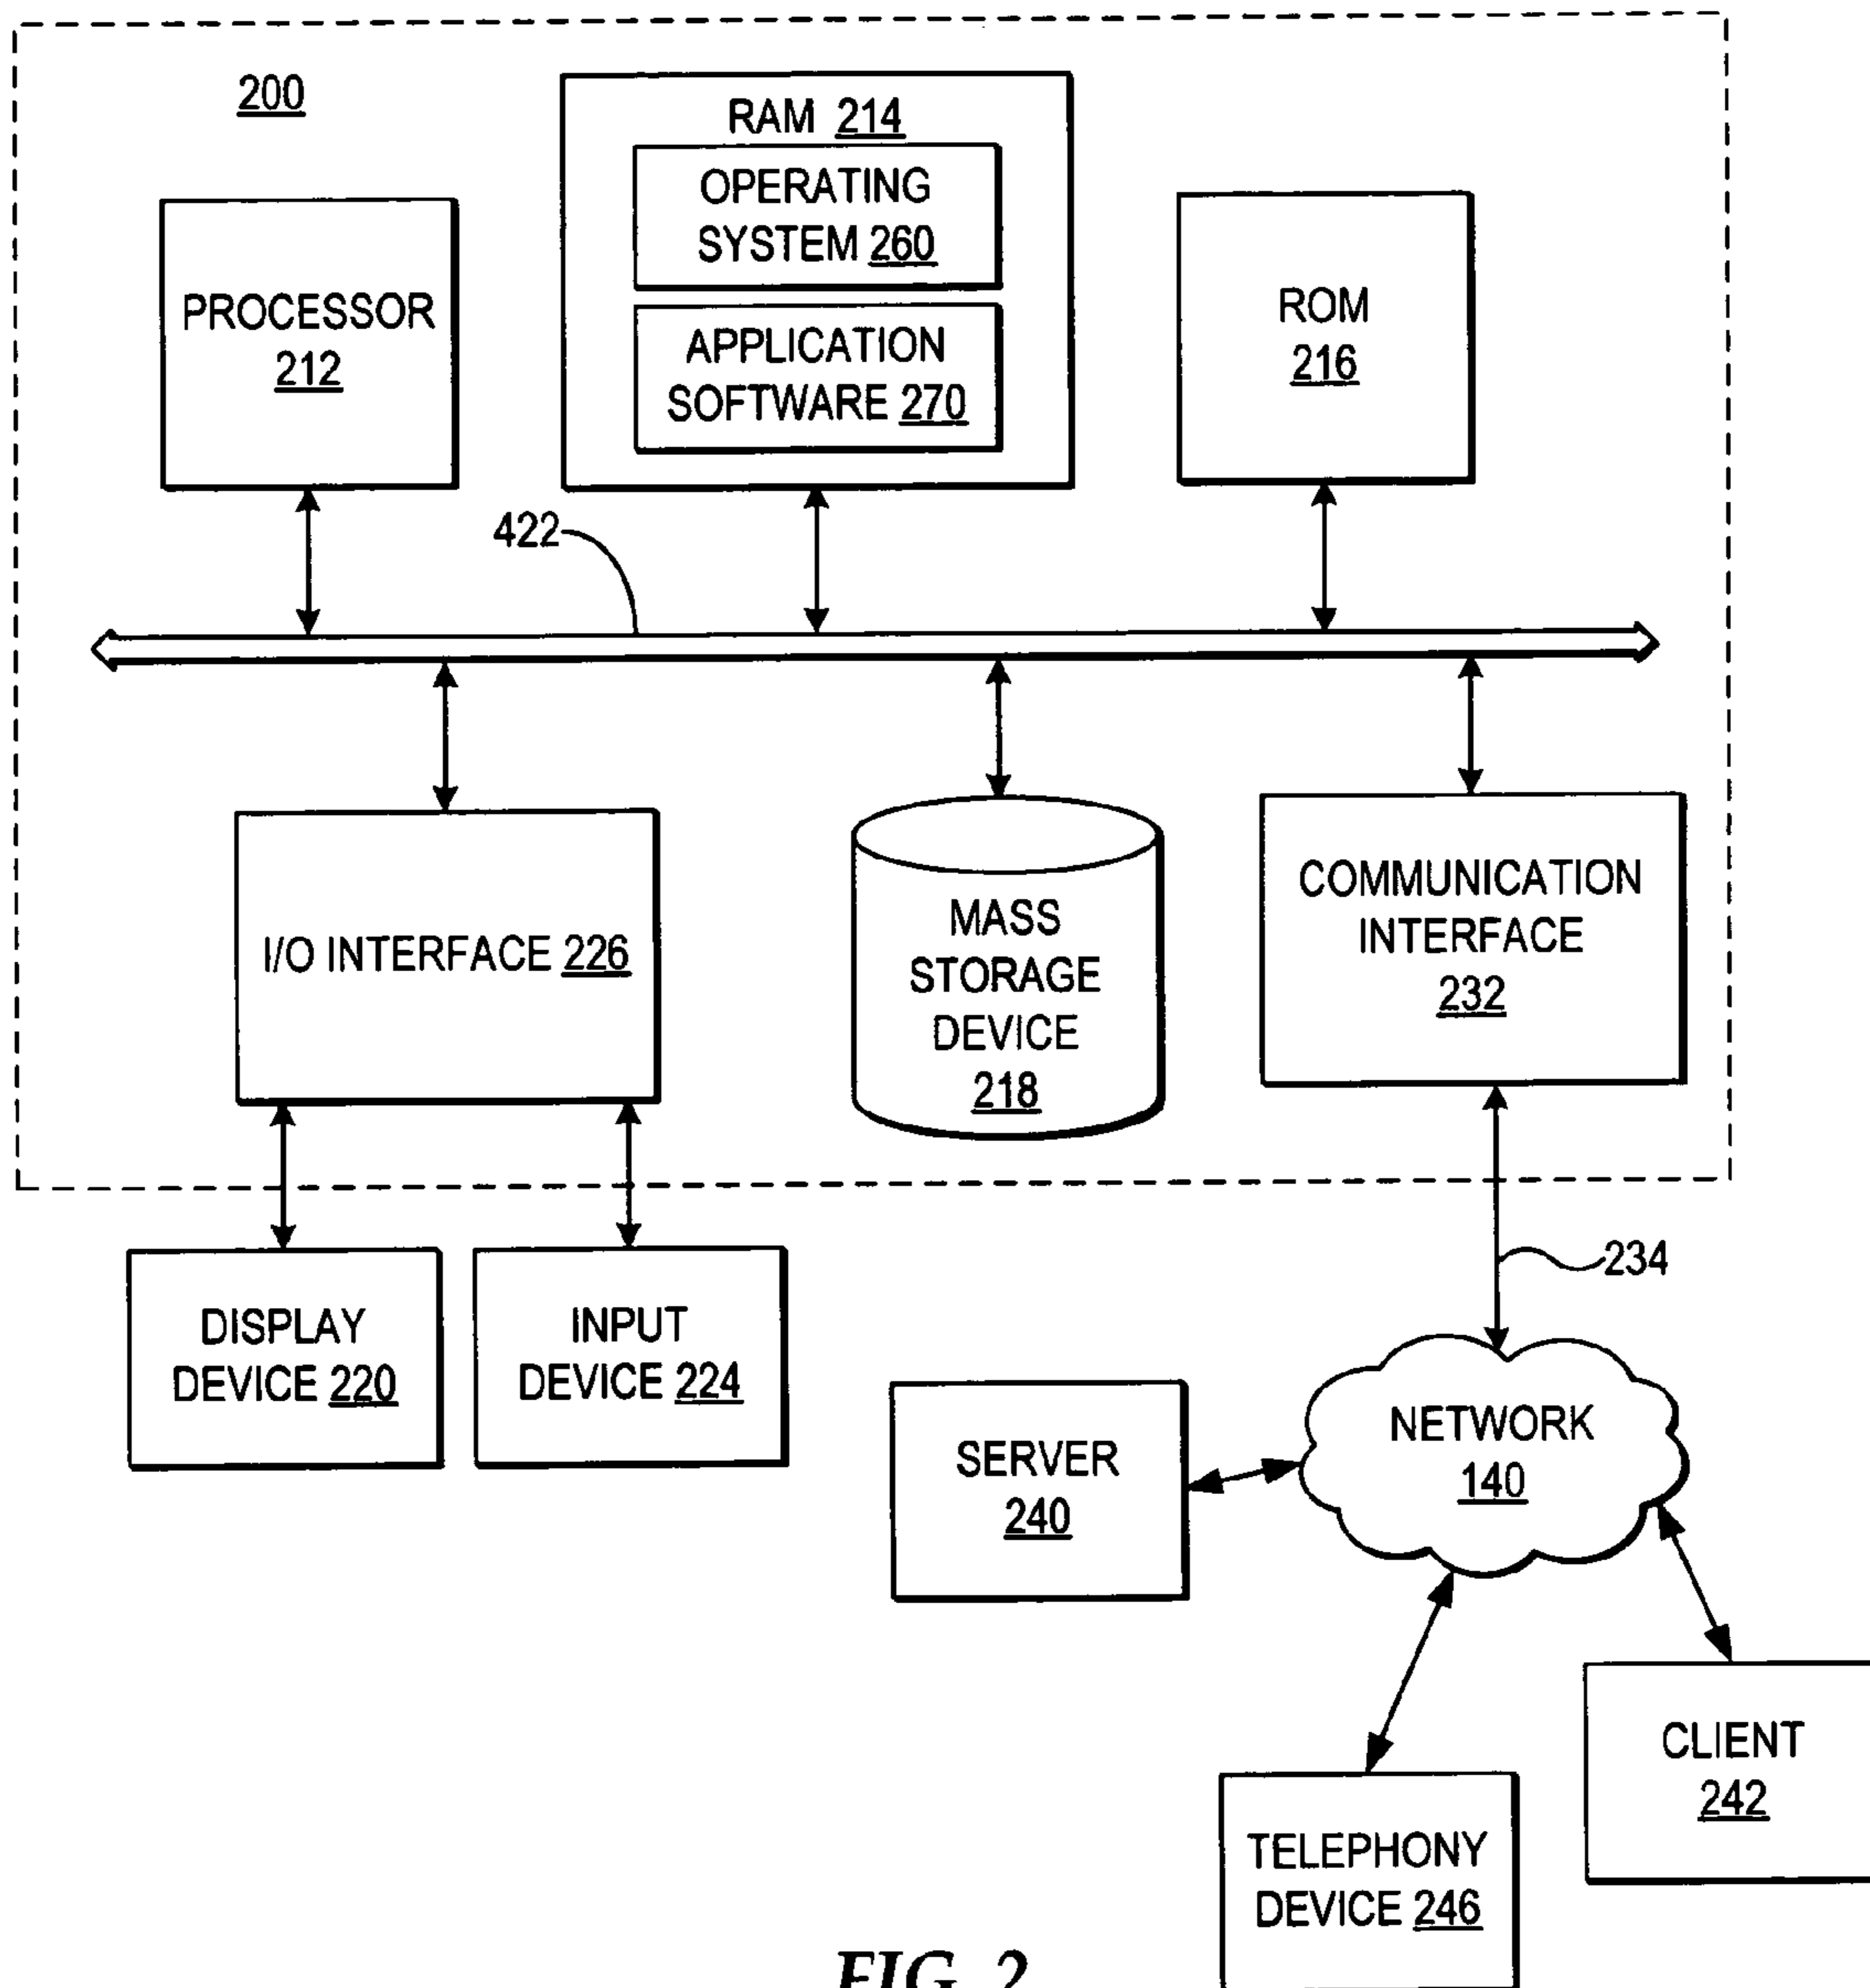 200
RAM 214
OPERATING
SYSTEM 260
APPLICATION
SOFTWARE 270
PROCESSOR
212
ROM
216
422
I/O INTERFACE 226
MASS
STORAGE
DEVICE
218
COMMUNICATION
INTERFACE
232
234
DISPLAY
DEVICE 220
INPUT
DEVICE 224
SERVER
240
NETWORK
140
CLIENT
242
TELEPHONY
DEVICE 246
FIG. 2